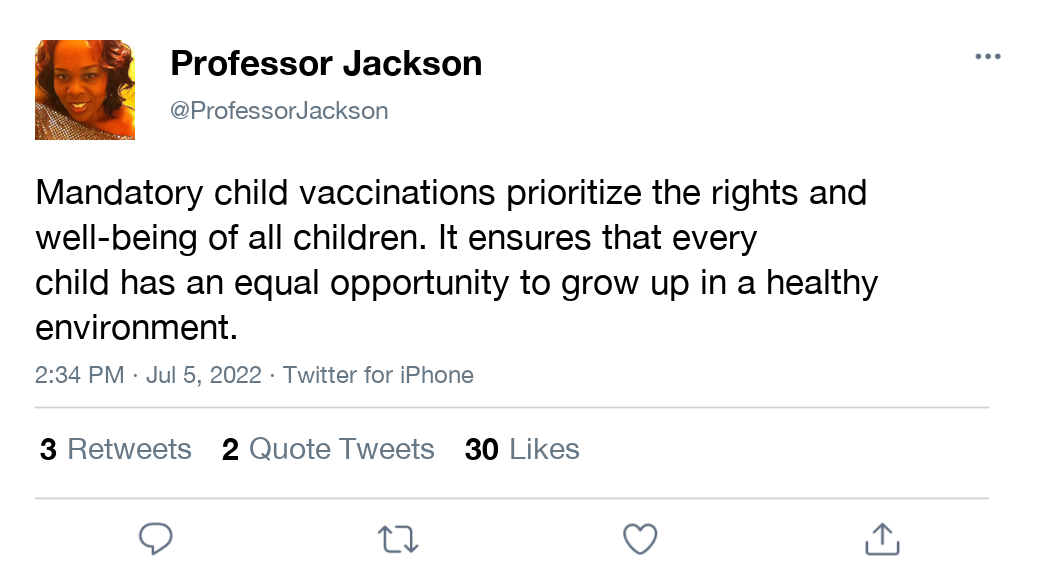 Professor Jackson
@ProfessorJackson
Mandatory child vaccinations prioritize the rights and
well-being of all children. It ensures that every
child has an equal opportunity to grow up in a healthy
environment.
2:34 PM · Jul 5, 2022 · Twitter for iPhone
3 Retweets 2 Quote Tweets 30 Likes